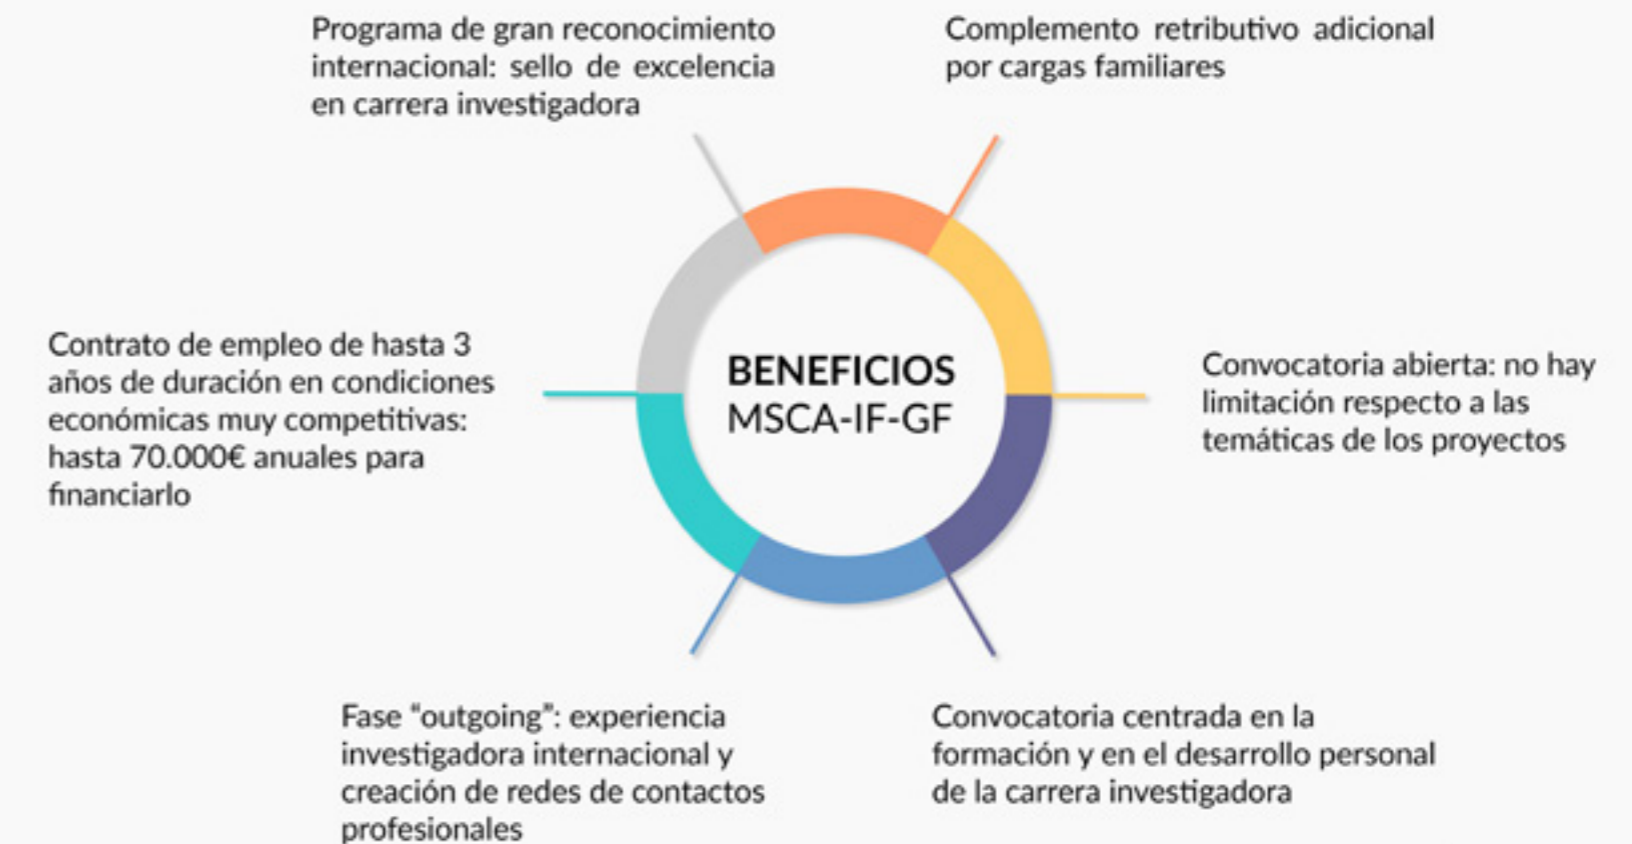 Programa de gran reconocimiento
internacional: sello de excelencia
en carrera investigadora
Complemento retributivo adicional
por cargas familiares
Contrato de empleo de hasta 3
años de duración en condiciones
económicas muy competitivas:
hasta 70.000€ anuales para
financiarlo
BENEFICIOS
MSCA-IF-GF
Convocatoria abierta: no hay
limitación respecto a las
temáticas de los proyectos
Fase “outgoing”: experiencia
investigadora internacional y
creación de redes de contactos
profesionales
Convocatoria centrada en la
formación y en el desarrollo personal
de la carrera investigadora